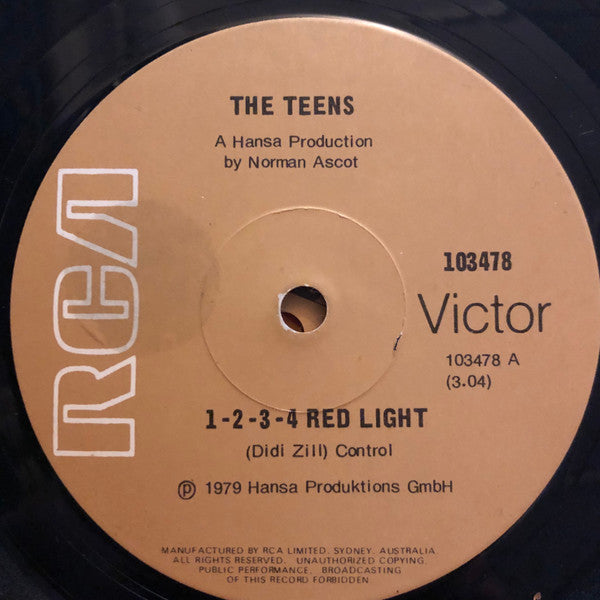 THE TEENS
A Hansa Production
by Norman Ascot
RCA
103478
Victor
103478 A
(3.04)
1-2-3-4 RED LIGHT
(Didi Zill) Control
℗ 1979 Hansa Produktions GmbH
MANUFACTURED BY RCA LIMITED, SYDNEY, AUSTRALIA.
ALL RIGHTS RESERVED. UNAUTHORIZED COPYING,
PUBLIC PERFORMANCE, BROADCASTING
OF THIS RECORD FORBIDDEN